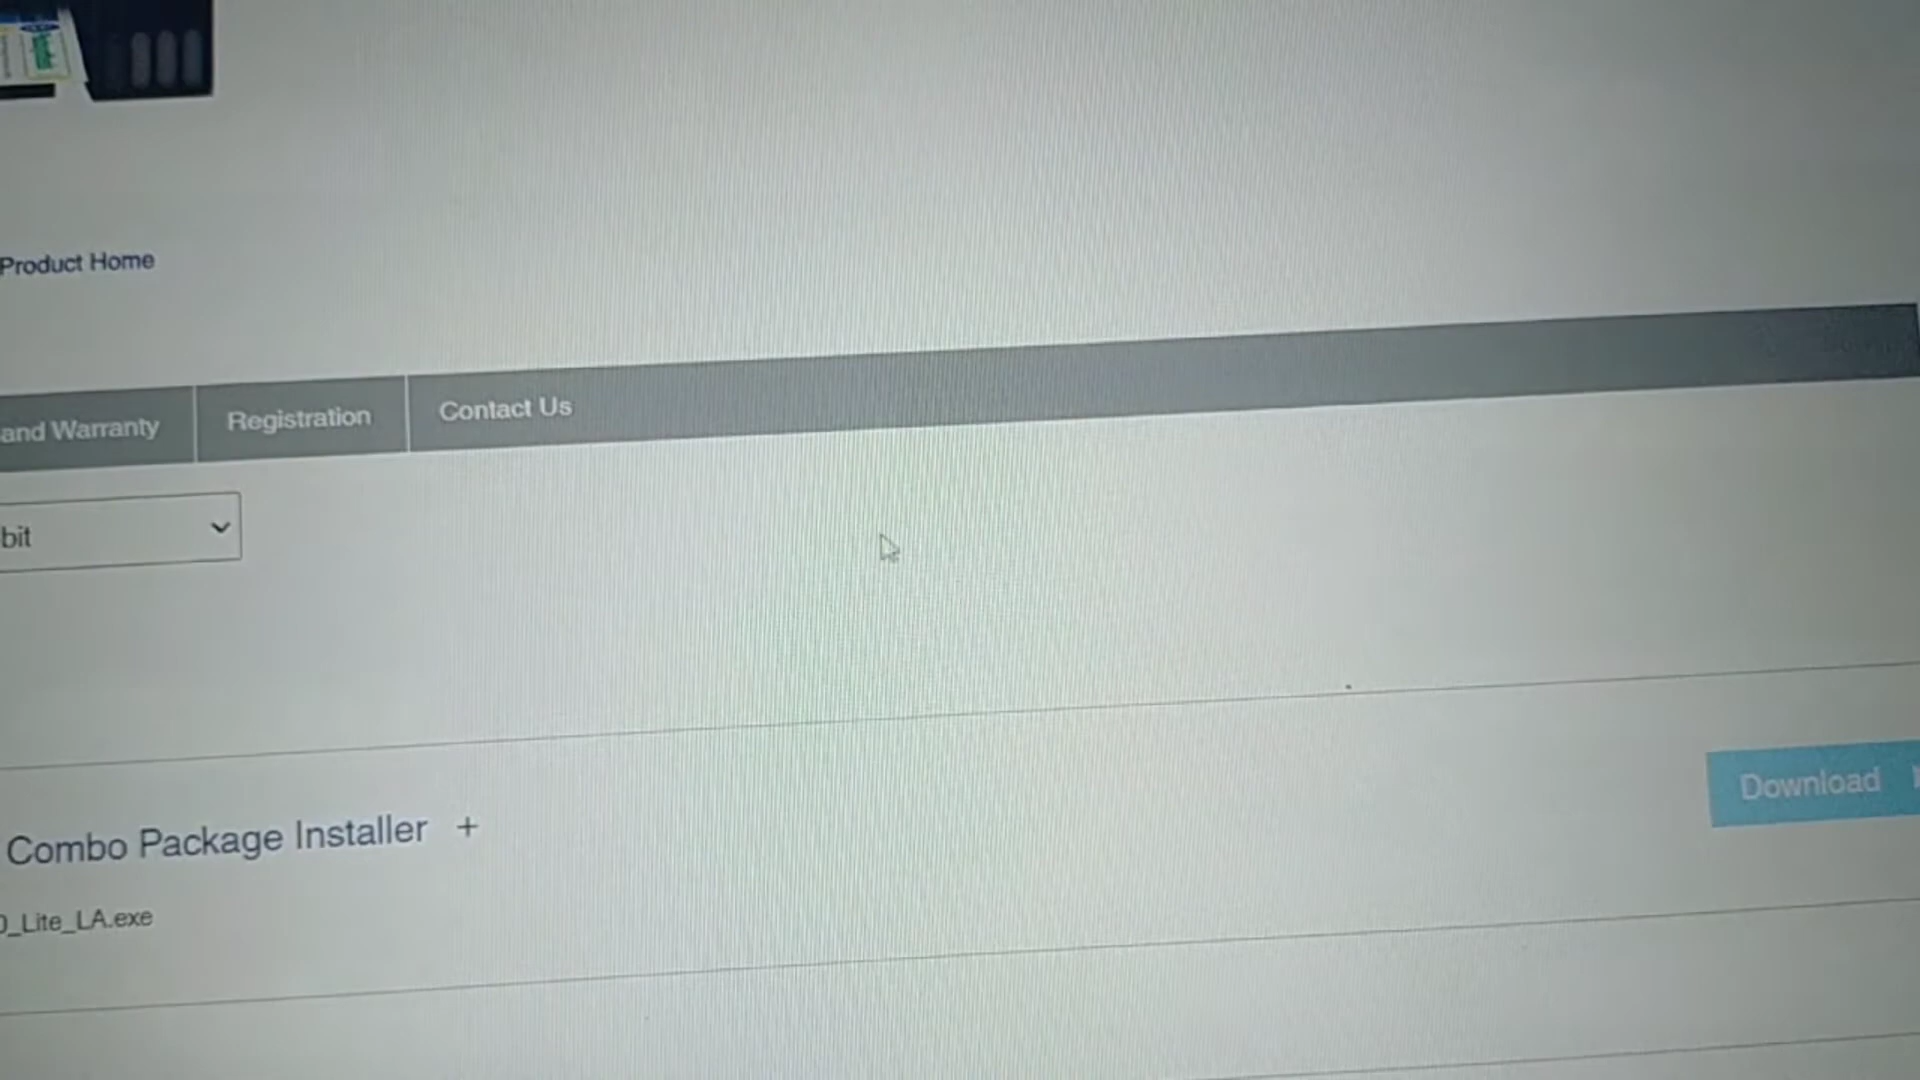 Product Home
and Warranty
Registration
Contact Us
bit
Combo Package Installer +
Download
_Lite_LA.exe